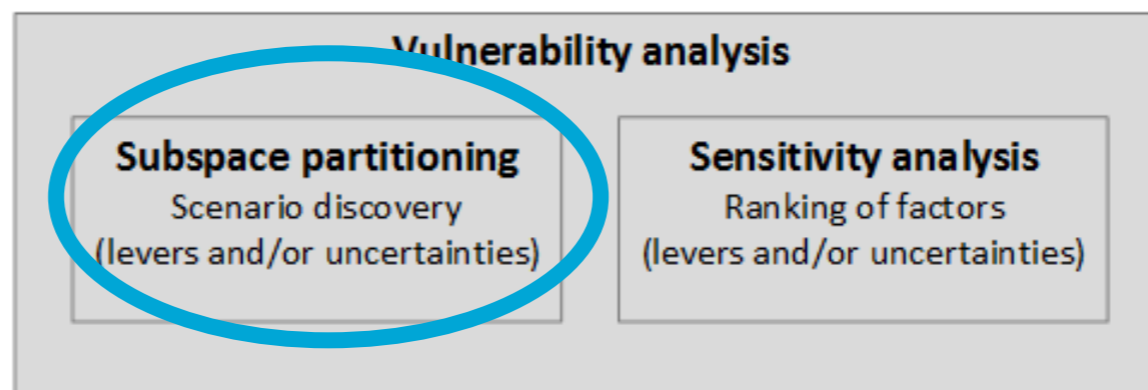 Vulnerability analysis
Subspace partitioning
Scenario discovery
(levers and/or uncertainties)
Sensitivity analysis
Ranking of factors
(levers and/or uncertainties)